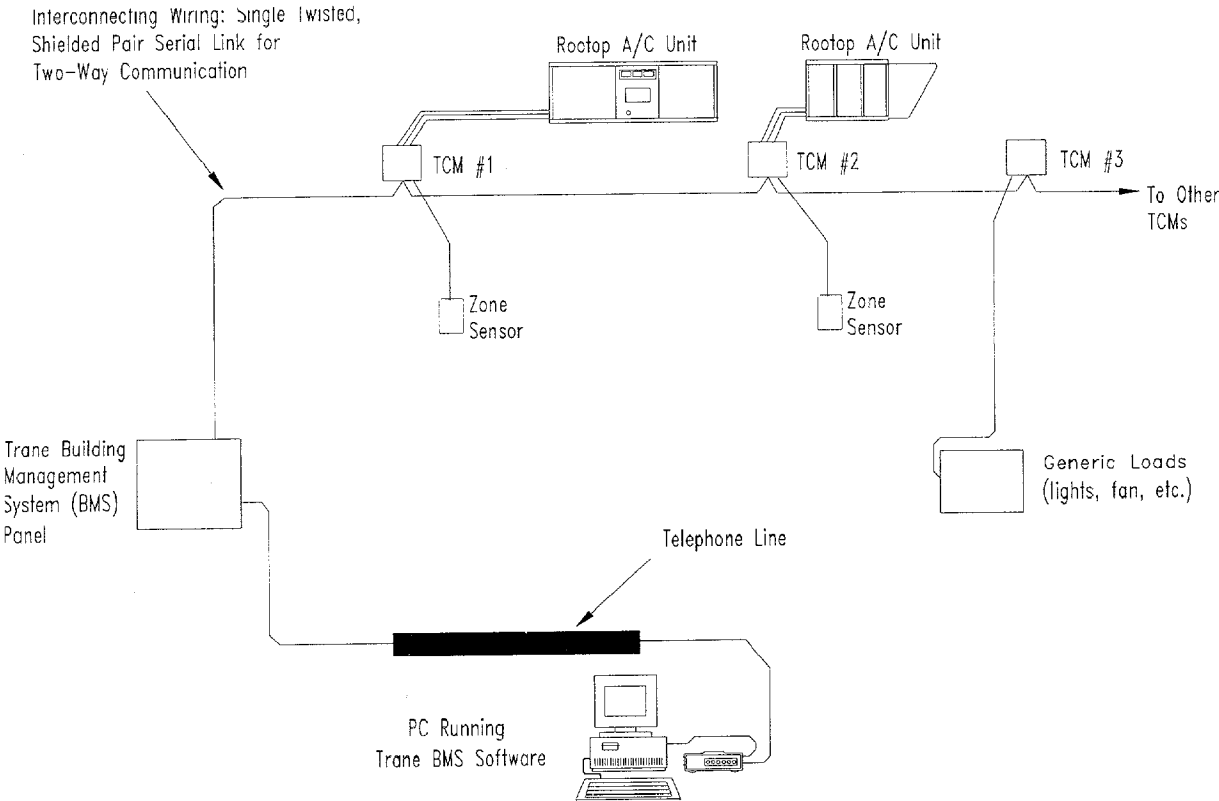 Interconnecting Wiring: Single Twisted,
Shielded Pair Serial Link for
Two-Way Communication
Rootop A/C Unit
Rootop A/C Unit
TCM #1
TCM #2
TCM #3
To Other
TCMs
Zone
Sensor
Zone
Sensor
Trane Building
Management
System (BMS)
Panel
Generic Loads
(lights, fan, etc.)
Telephone Line
PC Running
Trane BMS Software